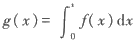 g(x) = ∫₀ˣ f(x) dx